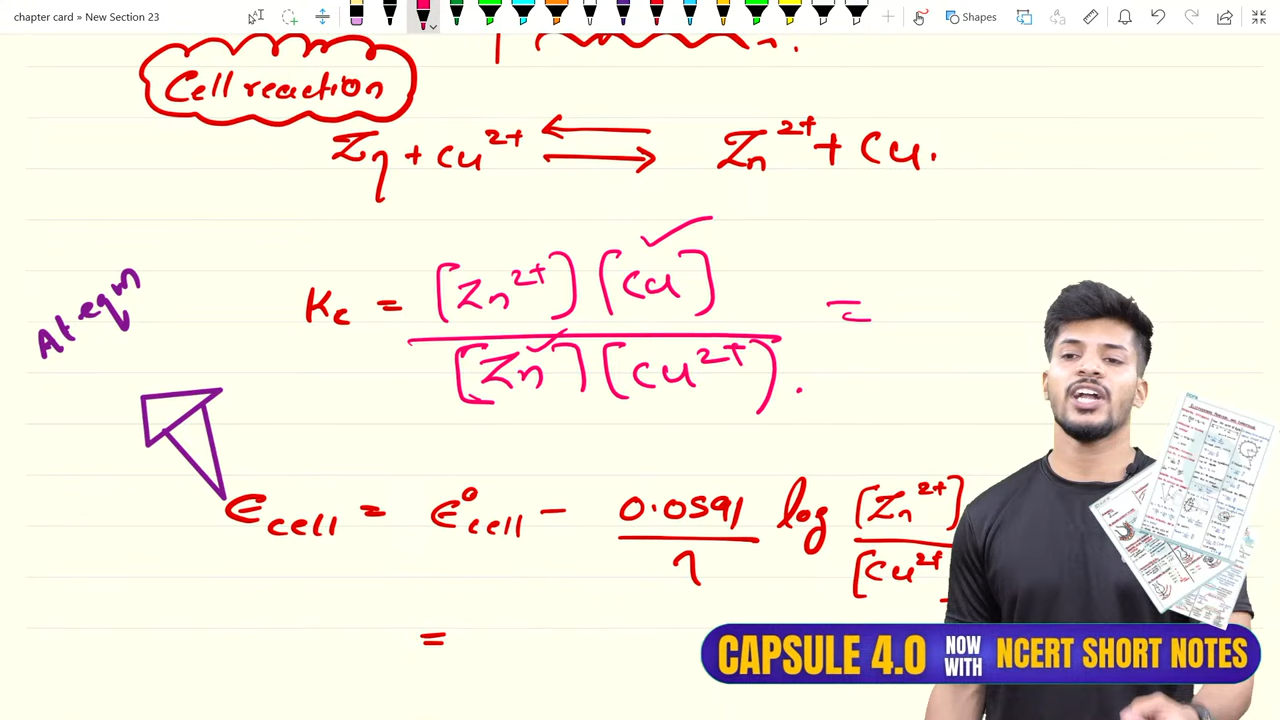 chapter card » New Section 23
Shapes
Cell reaction
Zn + Cu²⁺ ⇌ Zn²⁺ + Cu.
At eqm
Kc = [Zn²⁺] [Cu] / [Zn] [Cu²⁺]. =
Ecell = E°cell − 0.0591 / n log [Zn²⁺] / [Cu²⁺
=
CAPSULE 4.0 NOW WITH NCERT SHORT NOTES